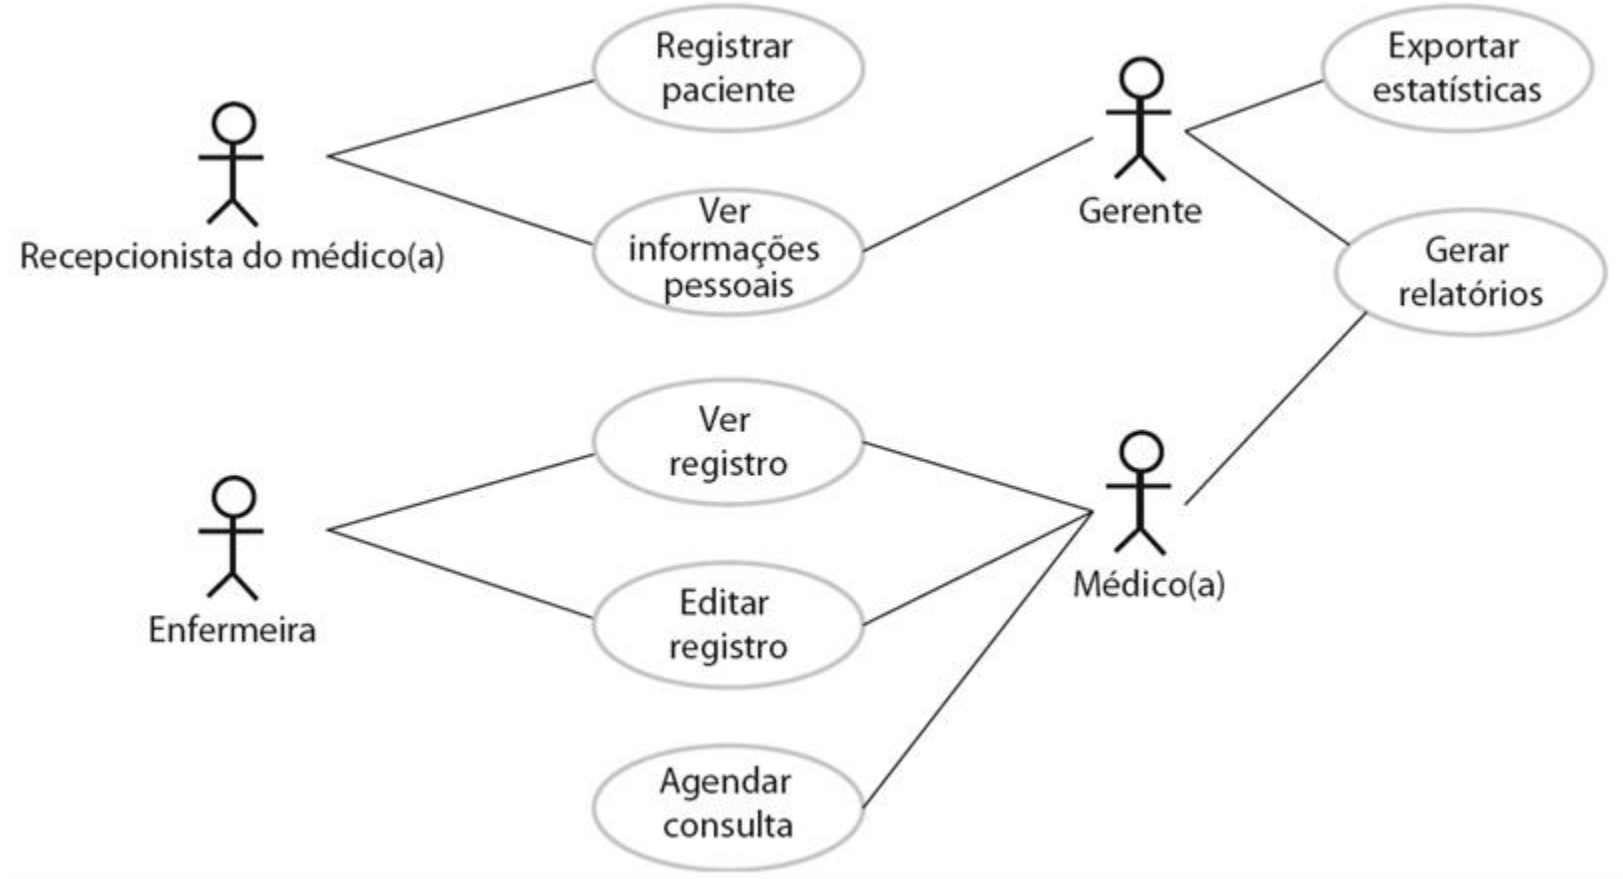 Registrar
paciente
Exportar
estatísticas
Recepcionista do médico(a)
Ver
informações
pessoais
Gerente
Gerar
relatórios
Ver
registro
Enfermeira
Editar
registro
Médico(a)
Agendar
consulta